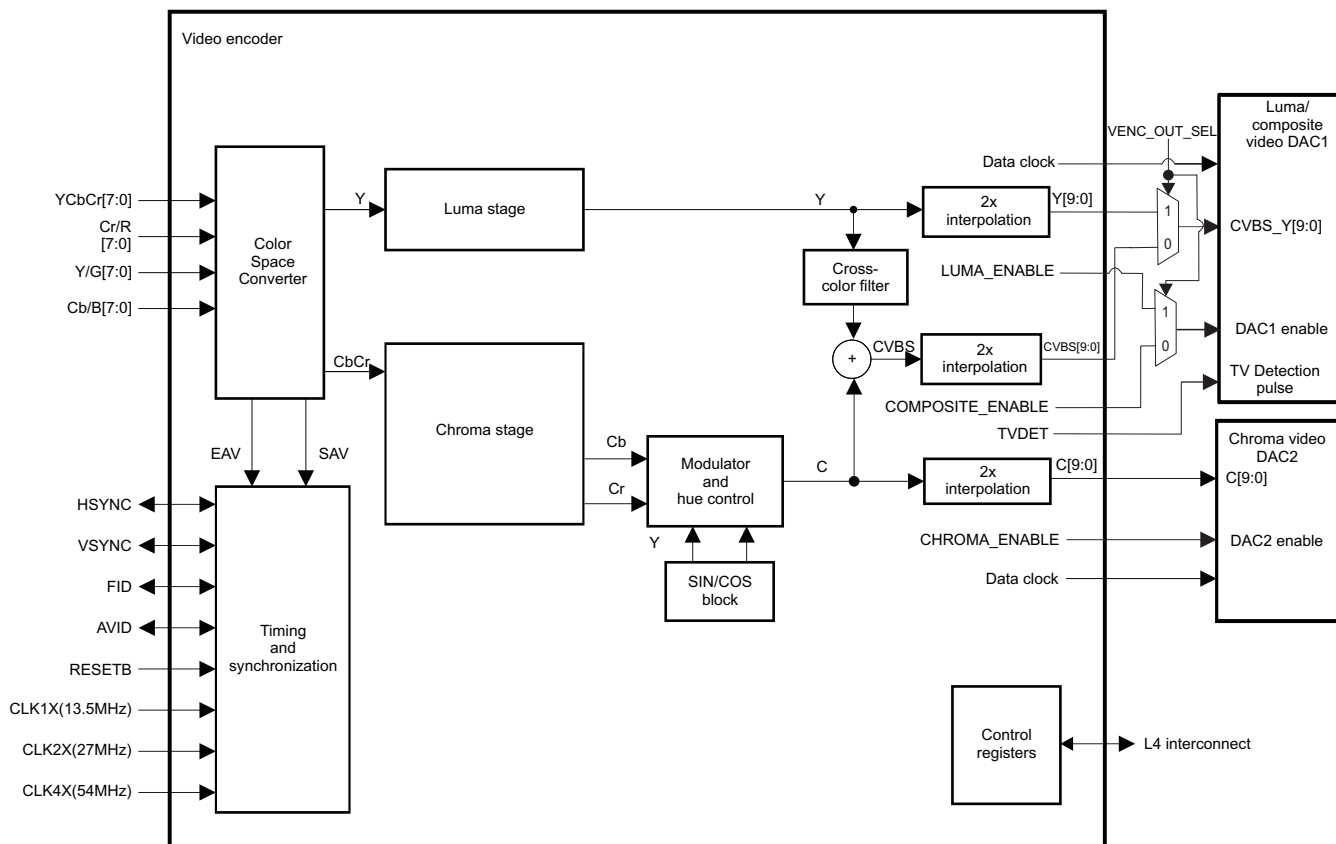 Video encoder
Luma/
composite
video DAC1
VENC_OUT_SEL
Data clock
YCbCr[7:0]
Cr/R
[7:0]
Y/G[7:0]
Cb/B[7:0]
Color
Space
Converter
Y
Luma stage
Y
2x
interpolation
Y[9:0]
1
0
CVBS_Y[9:0]
Cross-
color filter
LUMA_ENABLE
1
0
DAC1 enable
CbCr
+
CVBS
2x
interpolation
CVBS[9:0]
TV Detection
pulse
COMPOSITE_ENABLE
TVDET
Chroma stage
EAV
SAV
Cb
Cr
Modulator
and
hue control
C
2x
interpolation
C[9:0]
Chroma video
DAC2
C[9:0]
Y
SIN/COS
block
CHROMA_ENABLE
DAC2 enable
Data clock
HSYNC
VSYNC
FID
AVID
RESETB
CLK1X(13.5MHz)
CLK2X(27MHz)
CLK4X(54MHz)
Timing
and
synchronization
Control
registers
L4 interconnect